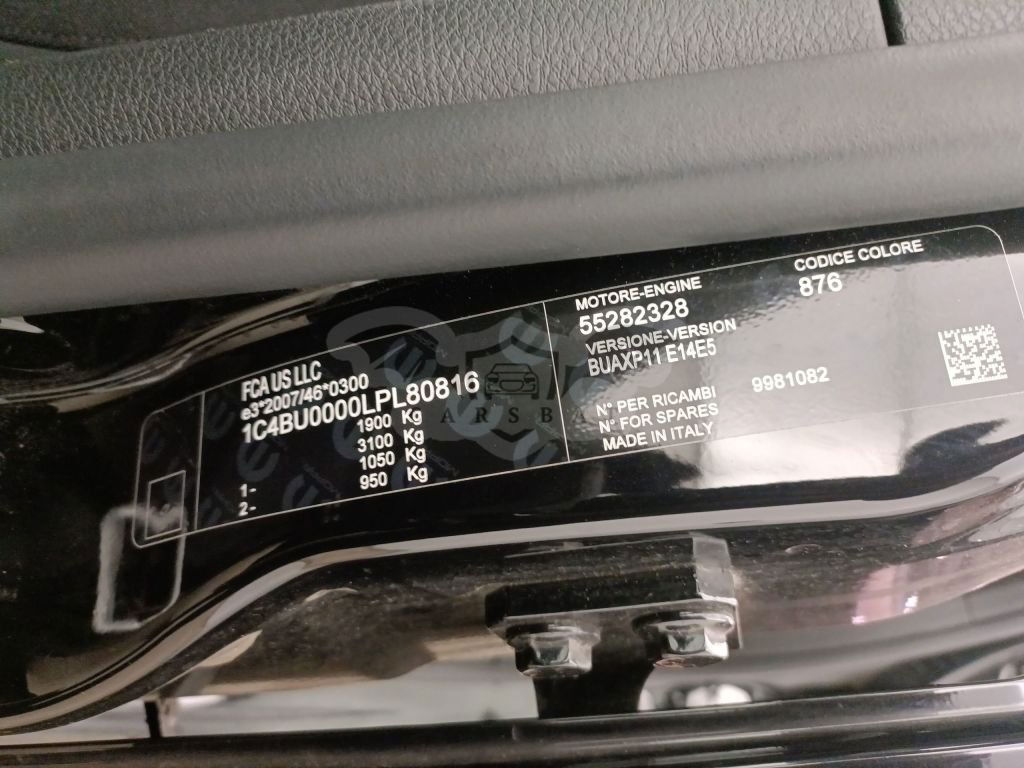 FCA US LLC
e3*2007/46*0300
1C4BU0000LPL80816
1900 Kg
3100 Kg
1- 1050 Kg
2- 950 Kg
MOTORE-ENGINE
55282328
CODICE COLORE
876
VERSIONE-VERSION
BUAXP11 E14E5
N° PER RICAMBI 9981082
N° FOR SPARES
MADE IN ITALY